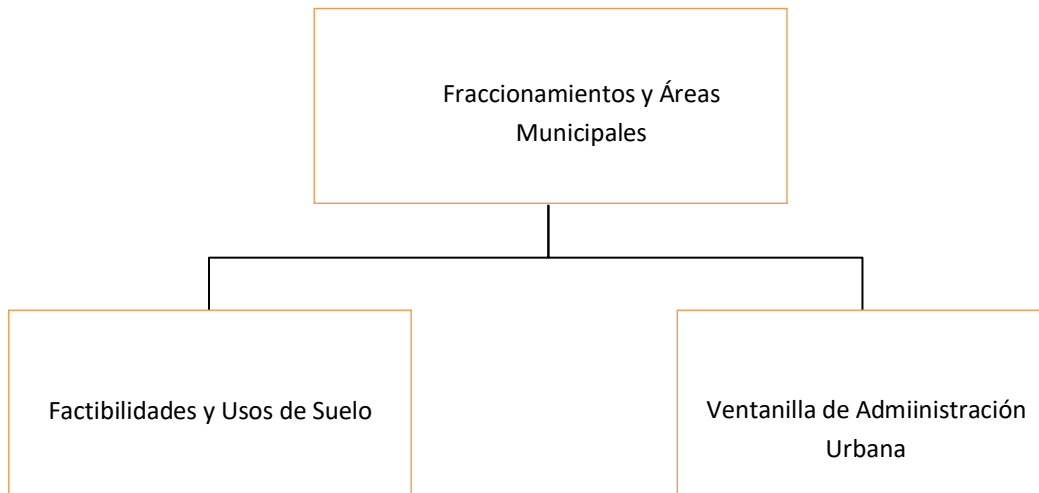 Fraccionamientos y Áreas
Municipales
Factibilidades y Usos de Suelo
Ventanilla de Admiinistración
Urbana